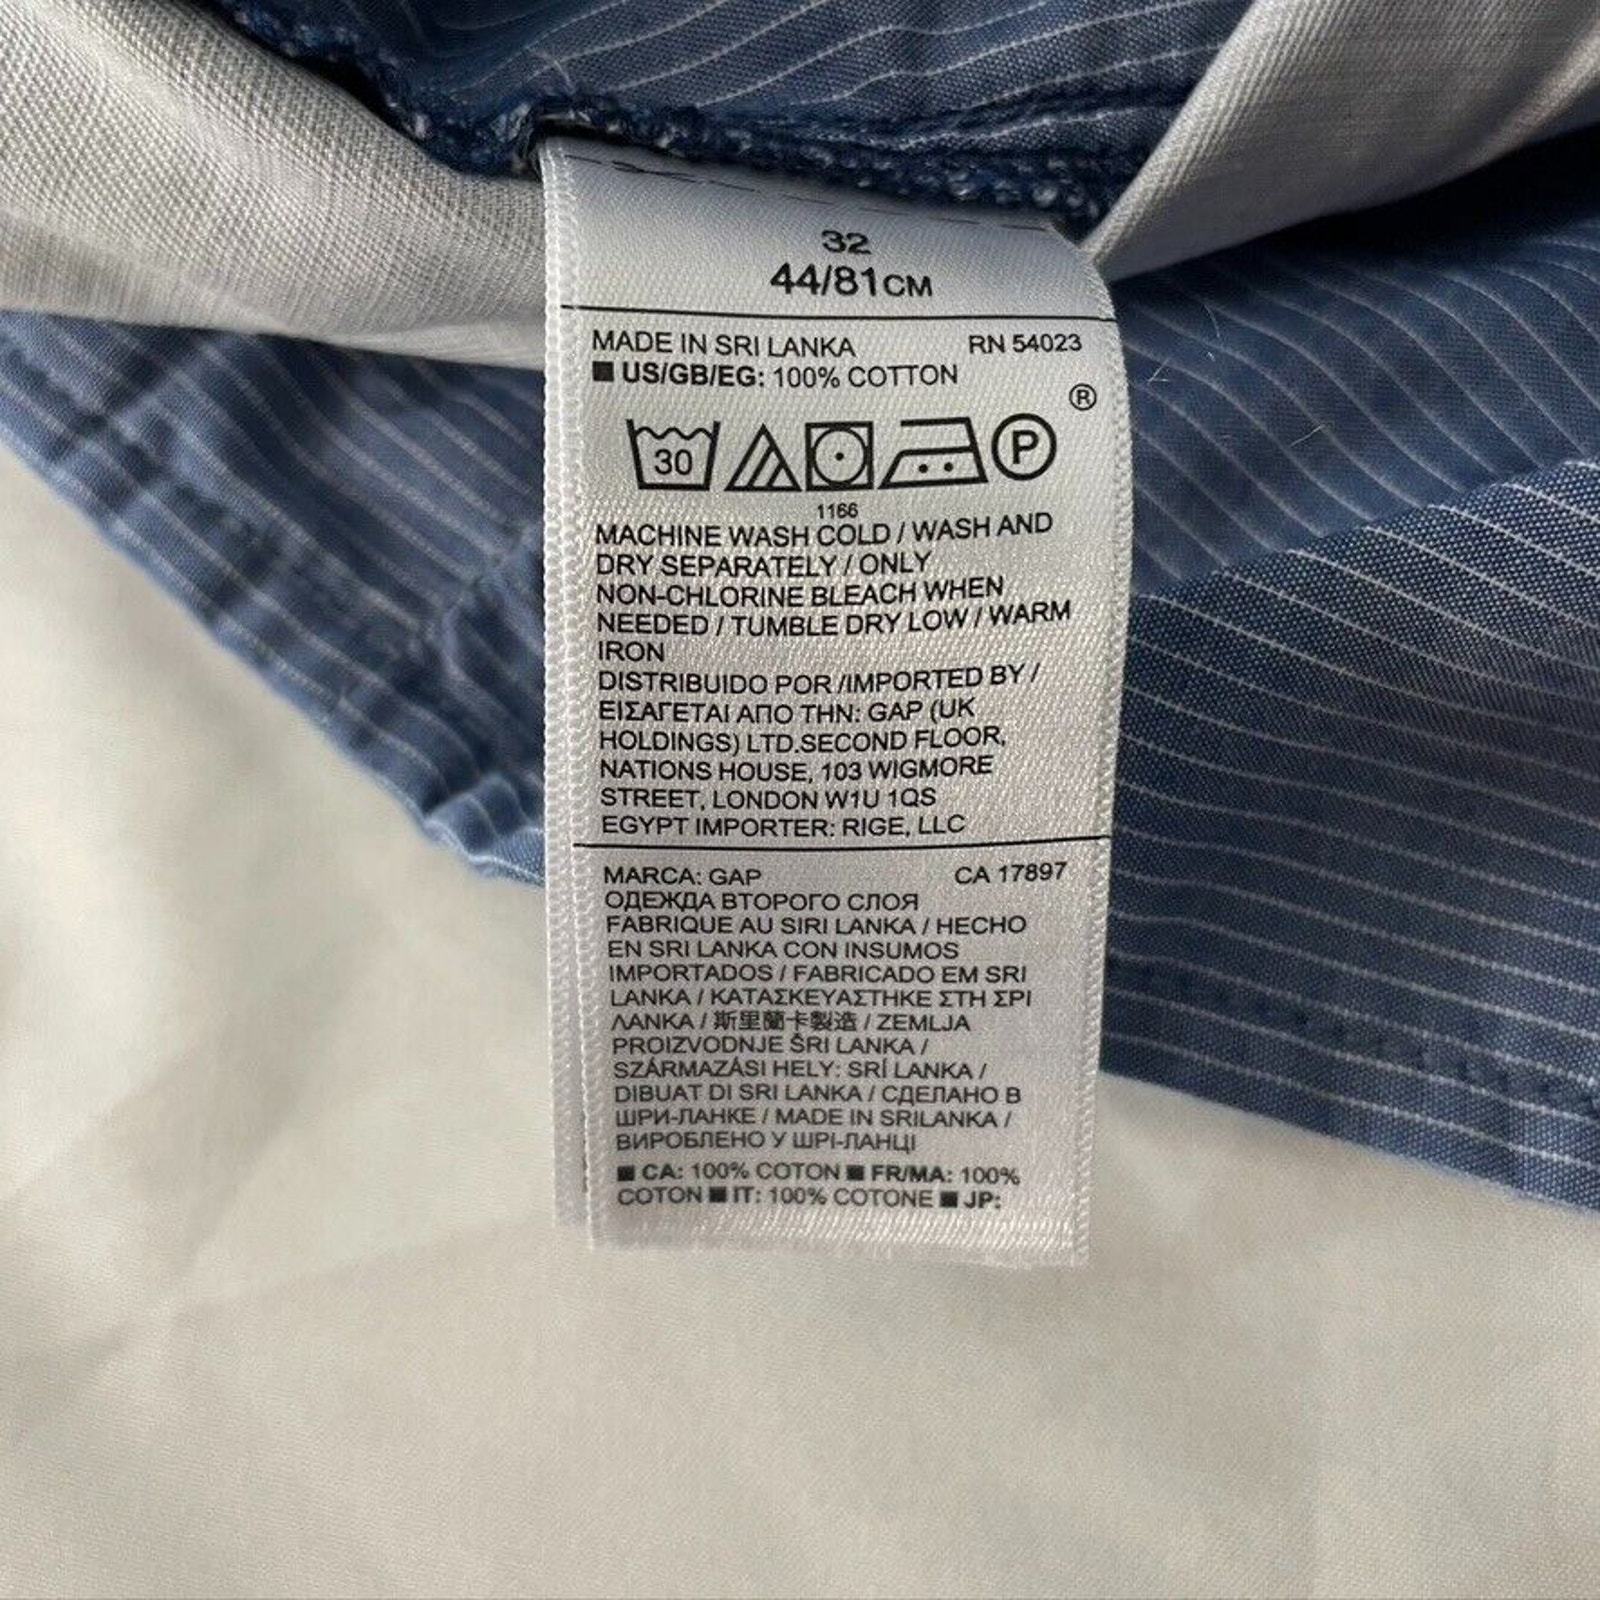 32
44/81CM
MADE IN SRI LANKA RN 54023
■ US/GB/EG: 100% COTTON
®
30 P
1166
MACHINE WASH COLD / WASH AND
DRY SEPARATELY / ONLY
NON-CHLORINE BLEACH WHEN
NEEDED / TUMBLE DRY LOW / WARM
IRON
DISTRIBUIDO POR /IMPORTED BY /
ΕΙΣΑΓΕΤΑΙ ΑΠΟ ΤΗΝ: GAP (UK
HOLDINGS) LTD.SECOND FLOOR,
NATIONS HOUSE, 103 WIGMORE
STREET, LONDON W1U 1QS
EGYPT IMPORTER: RIGE, LLC
MARCA: GAP CA 17897
ОДЕЖДА ВТОРОГО СЛОЯ
FABRIQUE AU SIRI LANKA / HECHO
EN SRI LANKA CON INSUMOS
IMPORTADOS / FABRICADO EM SRI
LANKA / ΚΑΤΑΣΚΕΥΑΣΤΗΚΕ ΣΤΗ ΣΡΙ
ΛΑΝΚΑ / 斯里蘭卡製造 / ZEMLJA
PROIZVODNJE ŠRI LANKA /
SZÁRMAZÁSI HELY: SRÍ LANKA /
DIBUAT DI SRI LANKA / СДЕЛАНО В
ШРИ-ЛАНКЕ / MADE IN SRILANKA /
ВИРОБЛЕНО У ШРІ-ЛАНЦІ
■ CA: 100% COTON ■ FR/MA: 100%
COTON ■ IT: 100% COTONE ■ JP: